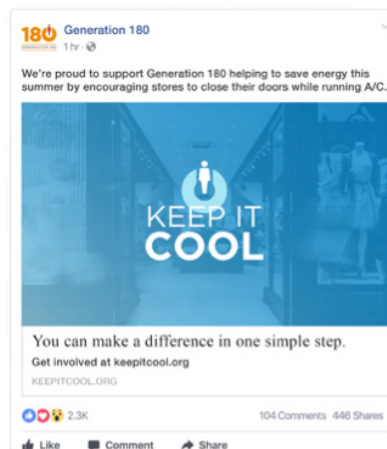 180
GENERATION 180
Generation 180
1 hr ·
We're proud to support Generation 180 helping to save energy this
summer by encouraging stores to close their doors while running A/C.
KEEP IT
COOL
You can make a difference in one simple step.
Get involved at keepitcool.org
KEEPITCOOL.ORG
2.3K
104 Comments 446 Shares
Like Comment Share